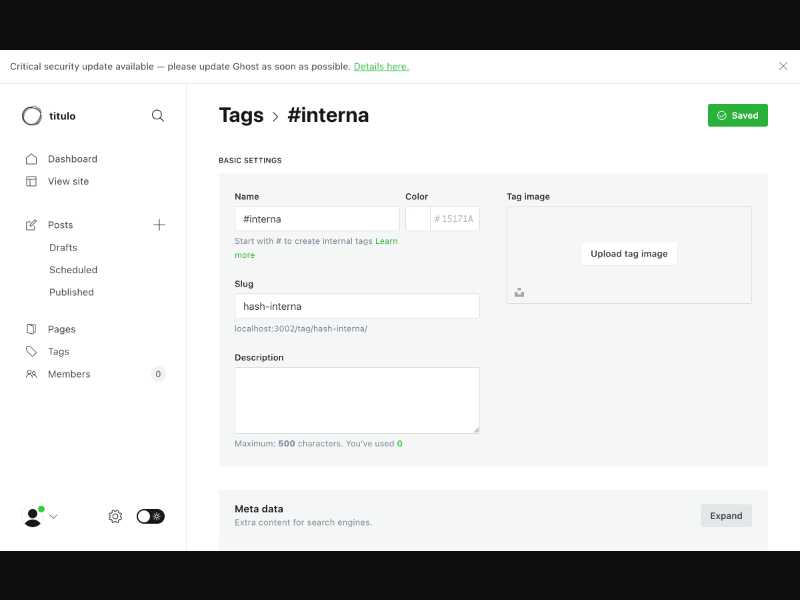 Critical security update available — please update Ghost as soon as possible. Details here.
titulo
Tags > #interna
Saved
Dashboard
View site
Posts
Drafts
Scheduled
Published
Pages
Tags
Members 0
BASIC SETTINGS
Name
#interna
Start with # to create internal tags Learn
more
Color
# 15171A
Slug
hash-interna
localhost:3002/tag/hash-interna/
Description
Maximum: 500 characters. You've used 0
Tag image
Upload tag image
Meta data
Extra content for search engines.
Expand